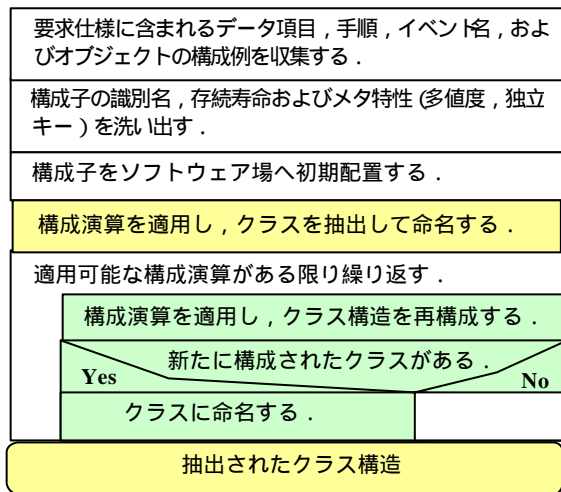 要求仕様に含まれるデータ項目，手順，イベント名，およ
びオブジェクトの構成例を収集する．
構成子の識別名，存続寿命およびメタ特性 (多値度，独立
キー ) を洗い出す．
構成子をソフトウェア場へ初期配置する．
構成演算を適用し，クラスを抽出して命名する．
適用可能な構成演算がある限り繰り返す．
構成演算を適用し，クラス構造を再構成する．
新たに構成されたクラスがある．
Yes
No
クラスに命名する．
抽出されたクラス構造